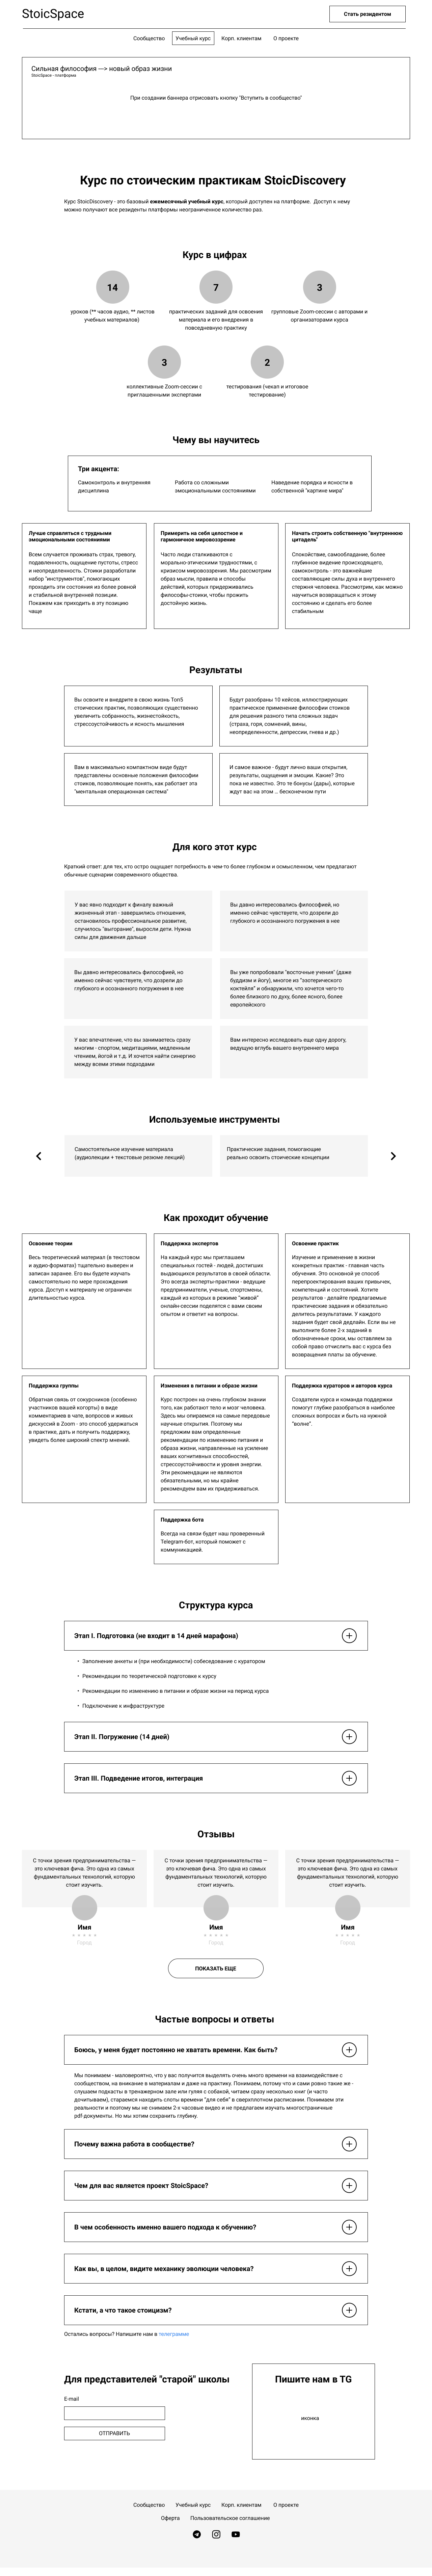 StoicSpace
Стать резидентом
Сообщество Учебный курс Корп. клиентам О проекте
Сильная философия ---> новый образ жизни
StoicSpace - платформа
При создании баннера отрисовать кнопку "Вступить в сообщество"
Курс по стоическим практикам StoicDiscovery
Курс StoicDiscovery - это базовый ежемесячный учебный курс, который доступен на платформе. Доступ к нему
можно получают все резиденты платформы неограниченное количество раз.
Курс в цифрах
14
уроков (** часов аудио, ** листов
учебных материалов)
7
практических заданий для освоения
материала и его внедрения в
повседневную практику
3
групповые Zoom-сессии с авторами и
организаторами курса
3
коллективные Zoom-сессии с
приглашенными экспертами
2
тестирования (чекап и итоговое
тестирование)
Чему вы научитесь
Три акцента:
Самоконтроль и внутренняя
дисциплина
Работа со сложными
эмоциональными состояниями
Наведение порядка и ясности в
собственной "картине мира"
Лучше справляться с трудными
эмоциональными состояниями
Всем случается проживать страх, тревогу,
подавленность, ощущение пустоты, стресс
и неопределенность. Стоики разработали
набор "инструментов", помогающих
проходить эти состояния из более ровной
и стабильной внутренней позиции.
Покажем как приходить в эту позицию
чаще
Примерить на себя целостное и
гармоничное мировоззрение
Часто люди сталкиваются с
морально-этическими трудностями, с
кризисом мировоззрения. Мы рассмотрим
образ мысли, правила и способы
действий, которых придерживались
философы-стоики, чтобы прожить
достойную жизнь.
Начать строить собственную "внутреннюю
цитадель"
Спокойствие, самообладание, более
глубинное видение происходящего,
самоконтроль - это важнейшие
составляющие силы духа и внутреннего
стержня человека. Рассмотрим, как можно
научиться возвращаться к этому
состоянию и сделать его более
стабильным
Результаты
Вы освоите и внедрите в свою жизнь Топ5
стоических практик, позволяющих существенно
увеличить собранность, жизнестойкость,
стрессоустойчивость и ясность мышления
Будут разобраны 10 кейсов, иллюстрирующих
практическое применение философии стоиков
для решения разного типа сложных задач
(страха, горя, сомнений, вины,
неопределенности, депрессии, гнева и др.)
Вам в максимально компактном виде будут
представлены основные положения философии
стоиков, позволяющие понять, как работает эта
"ментальная операционная система"
И самое важное - будут лично ваши открытия,
результаты, ощущения и эмоции. Какие? Это
пока не известно. Это те бонусы (дары), которые
ждут вас на этом … бесконечном пути
Для кого этот курс
Краткий ответ: для тех, кто остро ощущает потребность в чем-то более глубоком и осмысленном, чем предлагают
обычные сценарии современного общества.
У вас явно подходит к финалу важный
жизненный этап - завершились отношения,
остановилось профессиональное развитие,
случилось "выгорание", выросли дети. Нужна
силы для движения дальше
Вы давно интересовались философией, но
именно сейчас чувствуете, что дозрели до
глубокого и осознанного погружения в нее
Вы давно интересовались философией, но
именно сейчас чувствуете, что дозрели до
глубокого и осознанного погружения в нее
Вы уже попробовали "восточные учения" (даже
буддизм и йогу), многое из "эзотерического
коктейля" и обнаружили, что хочется чего-то
более близкого по духу, более ясного, более
европейского
У вас впечатление, что вы занимаетесь сразу
многим - спортом, медитациями, медленным
чтением, йогой и т.д. И хочется найти синергию
между всеми этими подходами
Вам интересно исследовать еще одну дорогу,
ведущую вглубь вашего внутреннего мира
Используемые инструменты
Самостоятельное изучение материала
(аудиолекции + текстовые резюме лекций)
Практические задания, помогающие
реально освоить стоические концепции
Как проходит обучение
Освоение теории
Весь теоретический материал (в текстовом
и аудио-форматах) тщательно выверен и
записан заранее. Его вы будете изучать
самостоятельно по мере прохождения
курса. Доступ к материалу не ограничен
длительностью курса.
Поддержка экспертов
На каждый курс мы приглашаем
специальных гостей - людей, достигших
выдающихся результатов в своей области.
Это всегда эксперты-практики - ведущие
предприниматели, ученые, спортсмены,
каждый из которых в режиме "живой"
онлайн-сессии поделятся с вами своим
опытом и ответит на вопросы.
Освоение практик
Изучение и применение в жизни
конкретных практик - главная часть
обучения. Это основной уе способ
перепроектирования ваших привычек,
компетенций и состояний. Хотите
результатов - делайте предлагаемые
практические задания и обязательно
делитесь результатами. У каждого
задания будет свой дедлайн. Если вы не
выполните более 2-х заданий в
обозначенные сроки, мы оставляем за
собой право отчислить вас с курса без
возвращения платы за обучение.
Поддержка группы
Обратная связь от сокурсников (особенно
участников вашей когорты) в виде
комментариев в чате, вопросов и живых
дискуссий в Zoom - это способ удержаться
в практике, дать и получить поддержку,
увидеть более широкий спектр мнений.
Изменения в питании и образе жизни
Курс построен на очень глубоком знании
того, как работают тело и мозг человека.
Здесь мы опираемся на самые передовые
научные открытия. Поэтому мы
предложим вам определенные
рекомендации по изменению питания и
образа жизни, направленные на усиление
ваших когнитивных способностей,
стрессоустойчивости и уровня энергии.
Эти рекомендации не являются
обязательными, но мы крайне
рекомендуем вам их придерживаться.
Поддержка кураторов и авторов курса
Создатели курса и команда поддержки
помогут глубже разобраться в наиболее
сложных вопросах и быть на нужной
"волне".
Поддержка бота
Всегда на связи будет наш проверенный
Telegram-бот, который поможет с
коммуникацией.
Структура курса
Этап I. Подготовка (не входит в 14 дней марафона)
• Заполнение анкеты и (при необходимости) собеседование с куратором
• Рекомендации по теоретической подготовке к курсу
• Рекомендации по изменению в питании и образе жизни на период курса
• Подключение к инфраструктуре
Этап II. Погружение (14 дней)
Этап III. Подведение итогов, интеграция
Отзывы
С точки зрения предпринимательства —
это ключевая фича. Это одна из самых
фундаментальных технологий, которую
стоит изучить.
Имя
Город
С точки зрения предпринимательства —
это ключевая фича. Это одна из самых
фундаментальных технологий, которую
стоит изучить.
Имя
Город
С точки зрения предпринимательства —
это ключевая фича. Это одна из самых
фундаментальных технологий, которую
стоит изучить.
Имя
Город
ПОКАЗАТЬ ЕЩЕ
Частые вопросы и ответы
Боюсь, у меня будет постоянно не хватать времени. Как быть?
Мы понимаем - маловероятно, что у вас получится выделять очень много времени на взаимодействие с
сообществом, на вникание в материалам и даже на практику. Понимаем, потому что и сами ровно такие же -
слушаем подкасты в тренажерном зале или гуляя с собакой, читаем сразу несколько книг (и часто
дочитываем), стараемся находить слоты времени "для себя" в сверхплотном расписании. Понимаем эти
реальности и поэтому мы не снимаем 2-х часовые видео и не предлагаем изучать многостраничные
pdf-документы. Но мы хотим сохранить глубину.
Почему важна работа в сообществе?
Чем для вас является проект StoicSpace?
В чем особенность именно вашего подхода к обучению?
Как вы, в целом, видите механику эволюции человека?
Кстати, а что такое стоицизм?
Остались вопросы? Напишите нам в телеграмме
Для представителей "старой" школы
E-mail
ОТПРАВИТЬ
Пишите нам в TG
иконка
Сообщество Учебный курс Корп. клиентам О проекте
Оферта Пользовательское соглашение